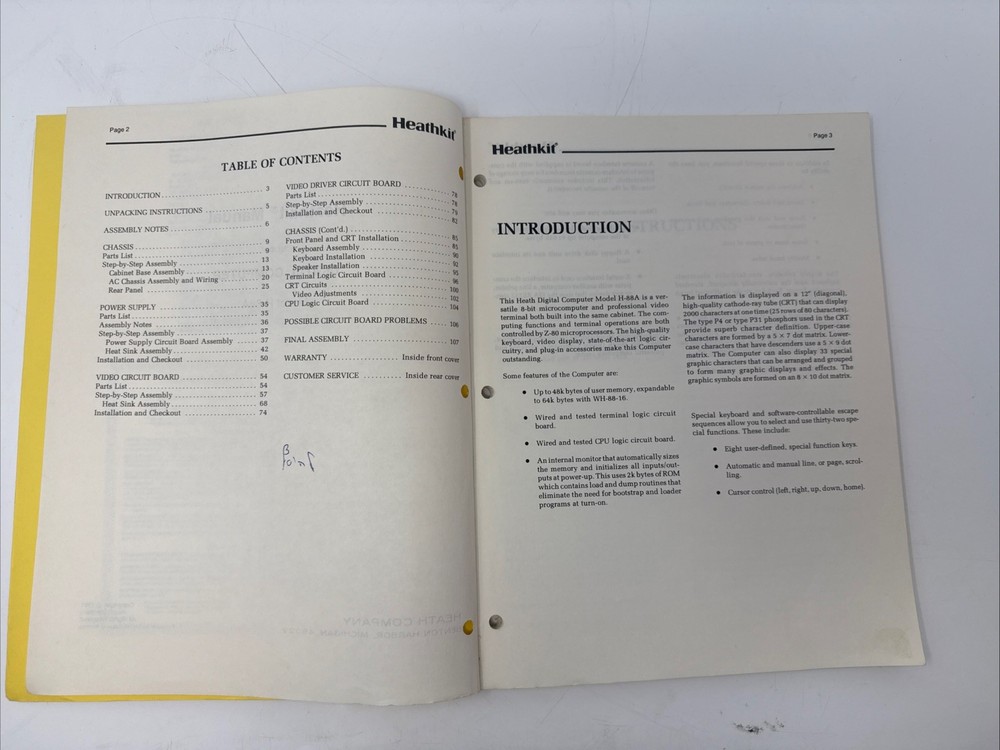 Page 2
Heathkit
TABLE OF CONTENTS
INTRODUCTION 3
UNPACKING INSTRUCTIONS 5
ASSEMBLY NOTES 6
CHASSIS 9
Parts List 9
Step-by-Step Assembly 13
Cabinet Base Assembly 13
AC Chassis Assembly and Wiring 20
Rear Panel 25
POWER SUPPLY 35
Parts List 35
Assembly Notes 36
Step-by-Step Assembly 37
Power Supply Circuit Board Assembly 37
Heat Sink Assembly 42
Installation and Checkout 50
VIDEO CIRCUIT BOARD 54
Parts List 54
Step-by-Step Assembly 57
Heat Sink Assembly 68
Installation and Checkout 74
VIDEO DRIVER CIRCUIT BOARD 78
Parts List 78
Step-by-Step Assembly 79
Installation and Checkout 82
CHASSIS (Cont'd.) 85
Front Panel and CRT Installation 85
Keyboard Assembly 90
Keyboard Installation 92
Speaker Installation 95
Terminal Logic Circuit Board 96
CRT Circuits 100
Video Adjustments 102
CPU Logic Circuit Board 104
POSSIBLE CIRCUIT BOARD PROBLEMS 106
FINAL ASSEMBLY 107
WARRANTY Inside front cover
CUSTOMER SERVICE Inside rear cover
Page 3
Heathkit
INTRODUCTION
This Heath Digital Computer Model H-88A is a ver-
satile 8-bit microcomputer and professional video
terminal both built into the same cabinet. The com-
puting functions and terminal operations are both
controlled by Z-80 microprocessors. The high-quality
keyboard, video display, state-of-the-art logic cir-
cuitry, and plug-in accessories make this Computer
outstanding.
Some features of the Computer are:
• Up to 48k bytes of user memory, expandable
to 64k bytes with WH-88-16.
• Wired and tested terminal logic circuit
board.
• Wired and tested CPU logic circuit board.
• An internal monitor that automatically sizes
the memory and initializes all inputs/out-
puts at power-up. This uses 2k bytes of ROM
which contains load and dump routines that
eliminate the need for bootstrap and loader
programs at turn-on.
The information is displayed on a 12" (diagonal),
high-quality cathode-ray tube (CRT) that can display
2000 characters at one time (25 rows of 80 characters).
The type P4 or type P31 phosphors used in the CRT
provide superb character definition. Upper-case
characters are formed by a 5 × 7 dot matrix. Lower-
case characters that have descenders use a 5 × 9 dot
matrix. The Computer can also display 33 special
graphic characters that can be arranged and grouped
to form many graphic displays and effects. The
graphic symbols are formed on an 8 × 10 dot matrix.
Special keyboard and software-controllable escape
sequences allow you to select and use thirty-two spe-
cial functions. These include:
• Eight user-defined, special function keys.
• Automatic and manual line, or page, scrol-
ling.
• Cursor control (left, right, up, down, home).